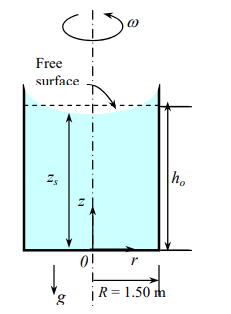 ω
Free
surface
z_s
h_o
z
0
r
g
R = 1.50 m